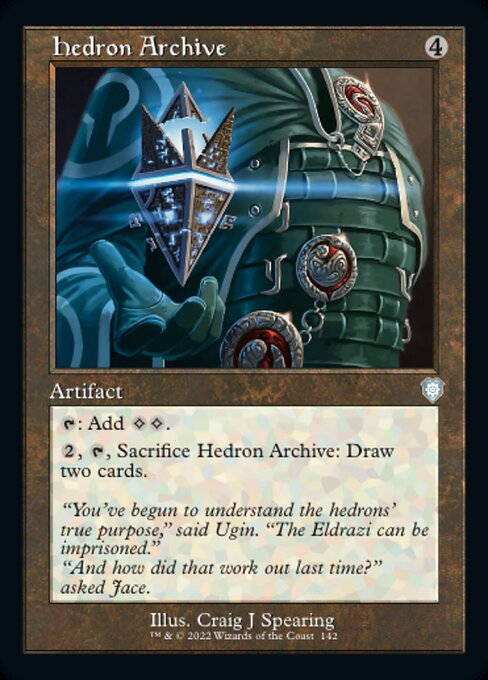 Hedron Archive 4
Artifact
: Add .
2, , Sacrifice Hedron Archive: Draw
two cards.
“You’ve begun to understand the hedrons’
true purpose,” said Ugin. “The Eldrazi can be
imprisoned.”
“And how did that work out last time?”
asked Jace.
Illus. Craig J Spearing
™ & © 2022 Wizards of the Coast 142